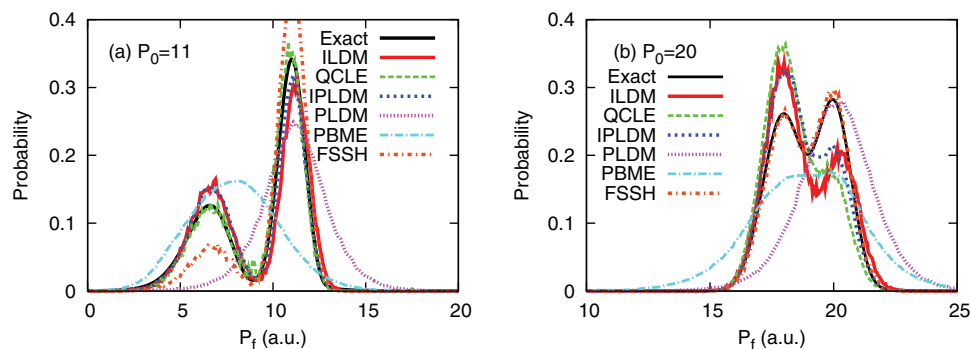 0.4
0.3
0.2
0.1
0
Probability
(a) P0=11
Exact
ILDM
QCLE
IPLDM
PLDM
PBME
FSSH
0 5 10 15 20
Pf (a.u.)
0.4
0.3
0.2
0.1
0
Probability
(b) P0=20
Exact
ILDM
QCLE
IPLDM
PLDM
PBME
FSSH
10 15 20 25
Pf (a.u.)